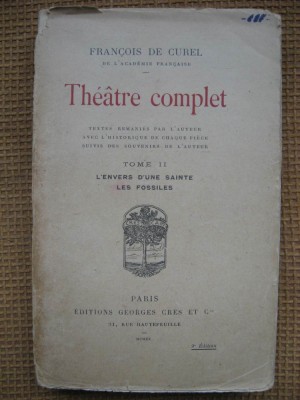 FRANÇOIS DE CUREL
DE L'ACADÉMIE FRANÇAISE
Théâtre complet
TEXTES REMANIÉS PAR L'AUTEUR
AVEC L'HISTORIQUE DE CHAQUE PIÈCE
SUIVIS DES SOUVENIRS DE L'AUTEUR
TOME II
L'ENVERS D'UNE SAINTE
LES FOSSILES
PARIS
ÉDITIONS GEORGES CRÈS ET Cie
21, RUE HAUTEFEUILLE